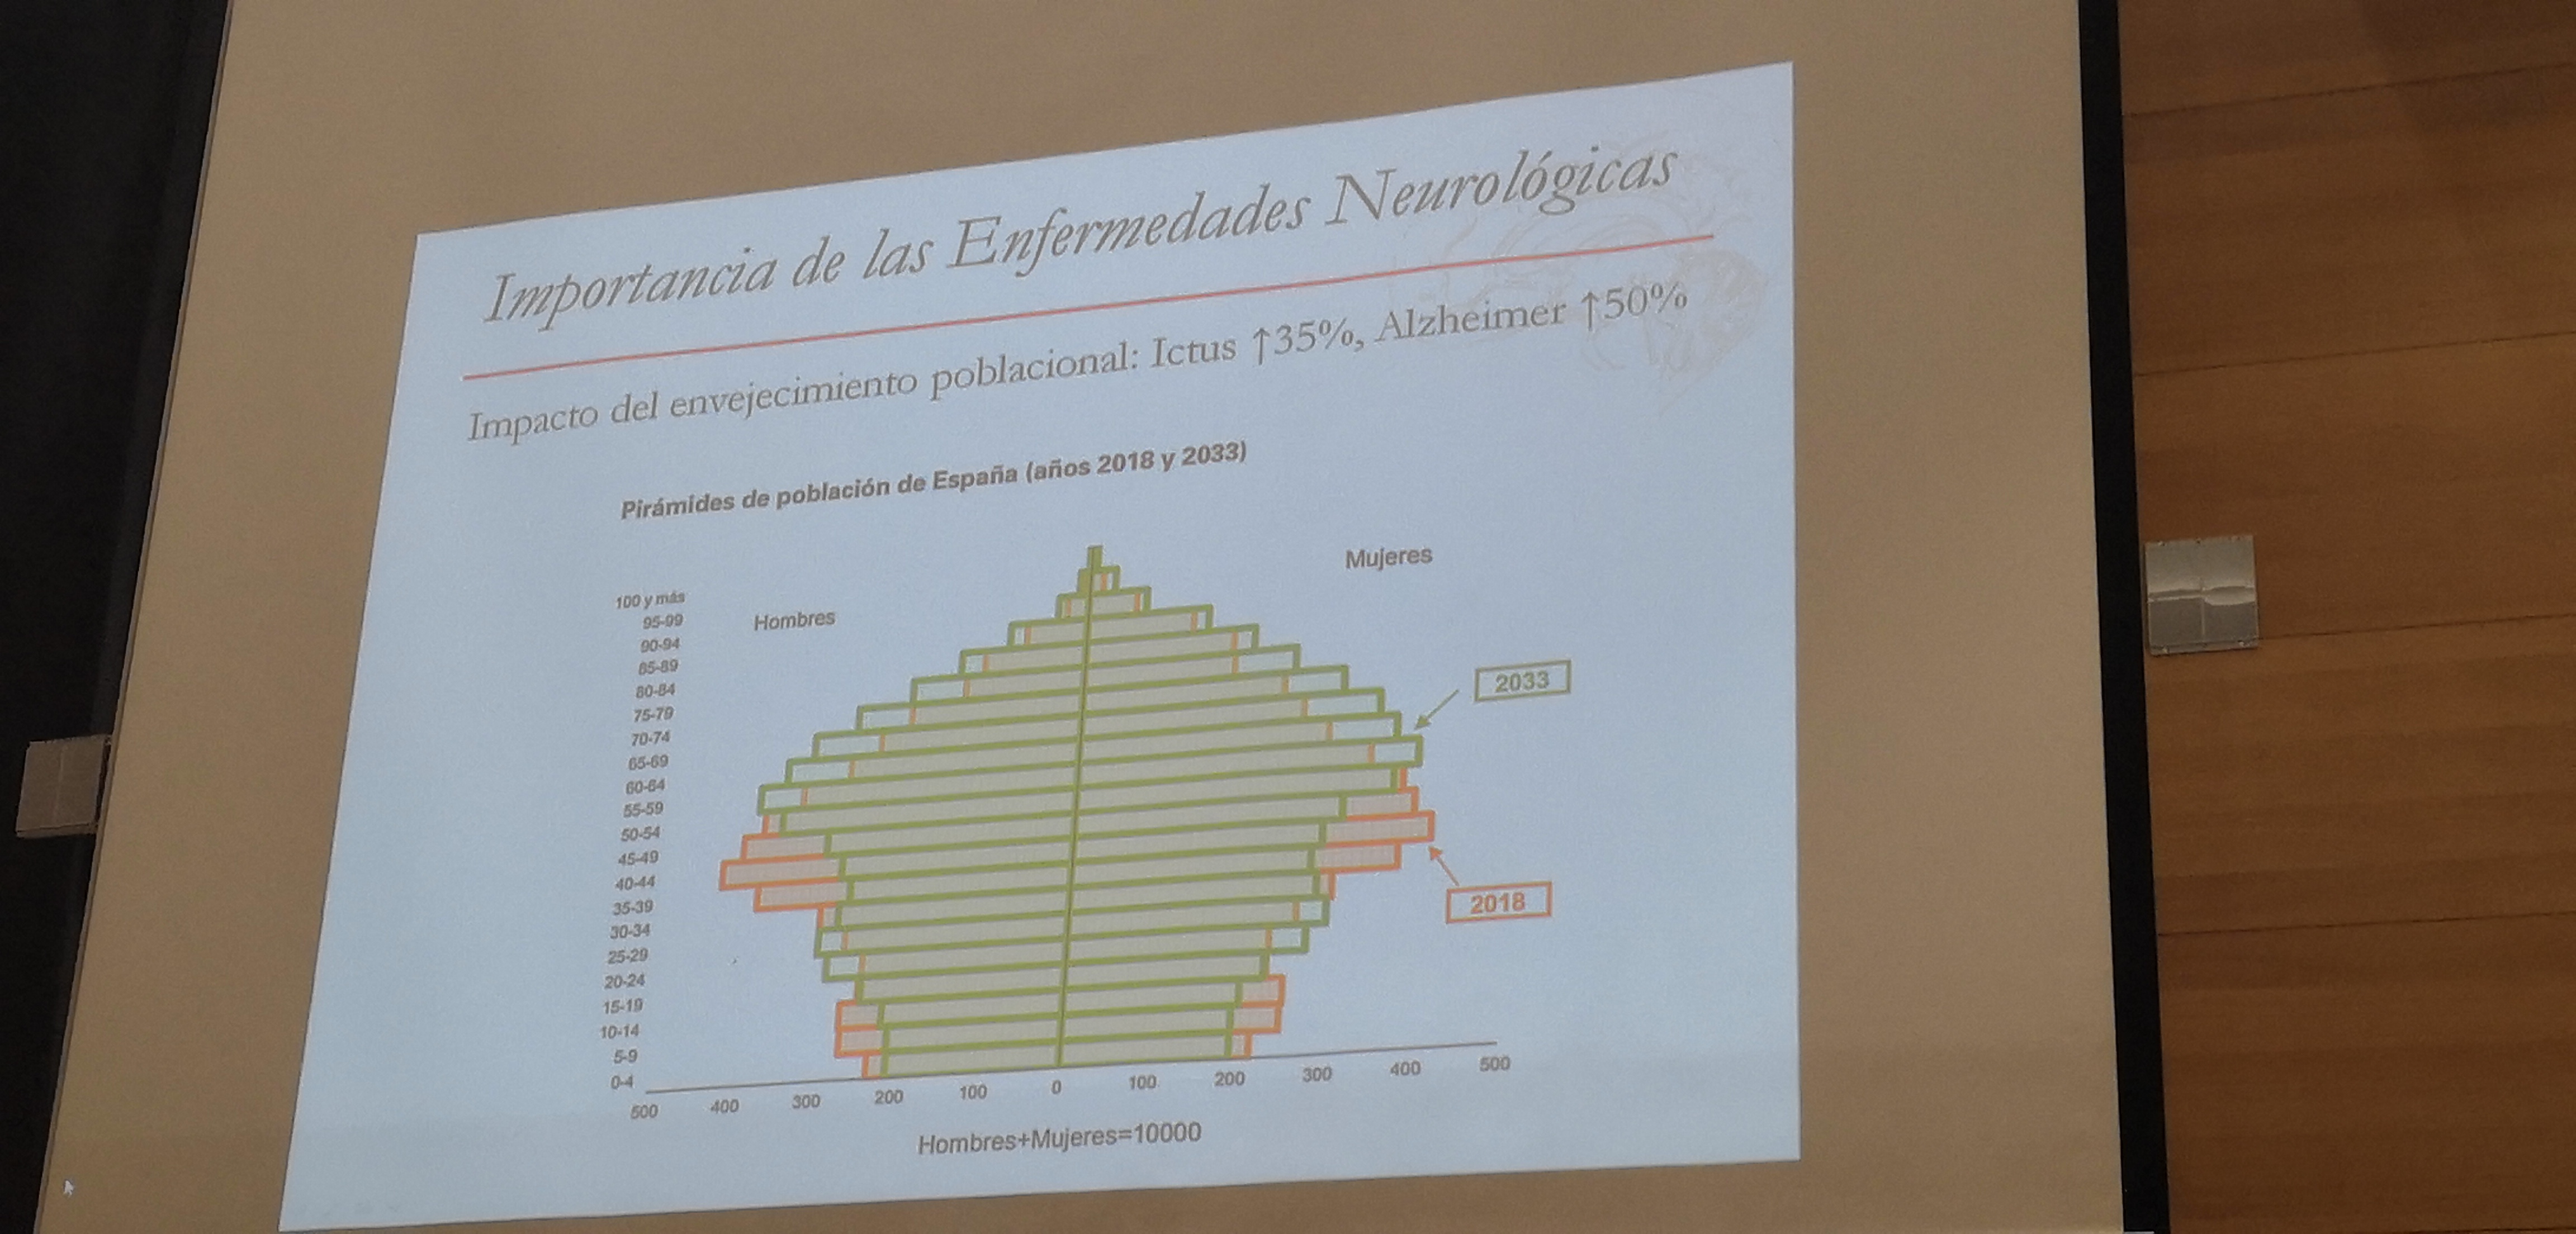 Importancia de las Enfermedades Neurológicas
Impacto del envejecimiento poblacional: Ictus ↑35%, Alzheimer ↑50%
Pirámides de población de España (años 2018 y 2033)
Mujeres
Hombres
100 y más
95-99
90-94
85-89
80-84
75-79
70-74
65-69
60-64
55-59
50-54
45-49
40-44
35-39
30-34
25-29
20-24
15-19
10-14
5-9
0-4
2033
2018
500 400 300 200 100 0 100 200 300 400 500
Hombres+Mujeres=10000